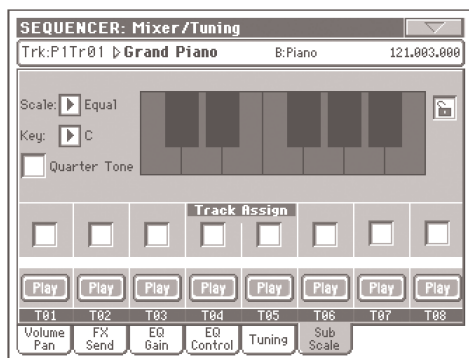 SEQUENCER: Mixer/Tuning
Trk:P1Tr01 Grand Piano B:Piano 121.003.000
Scale: Equal
Key: C
Quarter Tone
Track Assign
Play Play Play Play Play Play Play Play
T01 T02 T03 T04 T05 T06 T07 T08
Volume Pan FX Send EQ Gain EQ Control Tuning Sub Scale